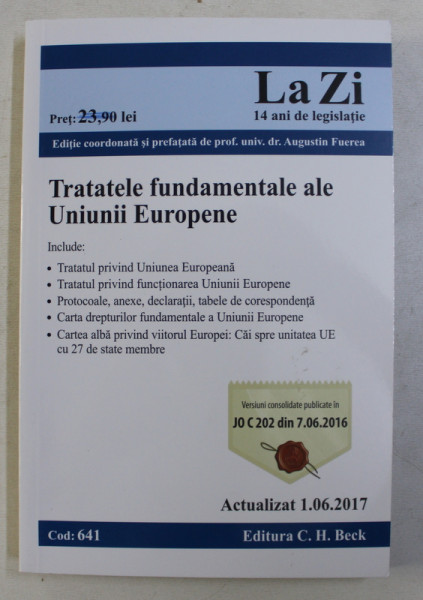 La Zi
Preț: 23,90 lei
14 ani de legislație
Ediție coordonată și prefațată de prof. univ. dr. Augustin Fuerea
Tratatele fundamentale ale
Uniunii Europene
Include:
• Tratatul privind Uniunea Europeană
• Tratatul privind funcționarea Uniunii Europene
• Protocoale, anexe, declarații, tabele de corespondență
• Carta drepturilor fundamentale a Uniunii Europene
• Cartea albă privind viitorul Europei: Căi spre unitatea UE
cu 27 de state membre
Versiuni consolidate publicate în
JO C 202 din 7.06.2016
Actualizat 1.06.2017
Cod: 641
Editura C. H. Beck